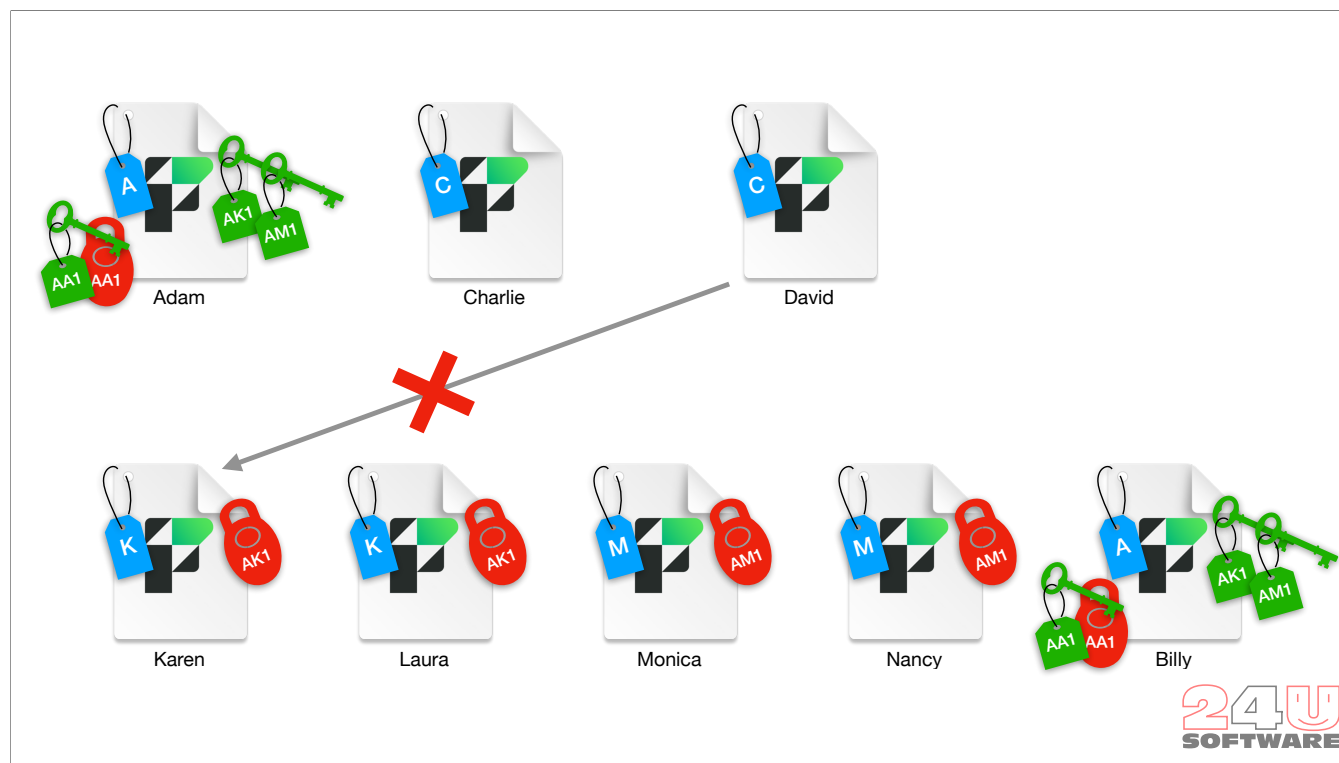 A
AK1
AM1
AA1
AA1
Adam
C
Charlie
C
David
K
AK1
Karen
K
AK1
Laura
M
AM1
Monica
M
AM1
Nancy
A
AK1
AM1
AA1
AA1
Billy
24U
SOFTWARE